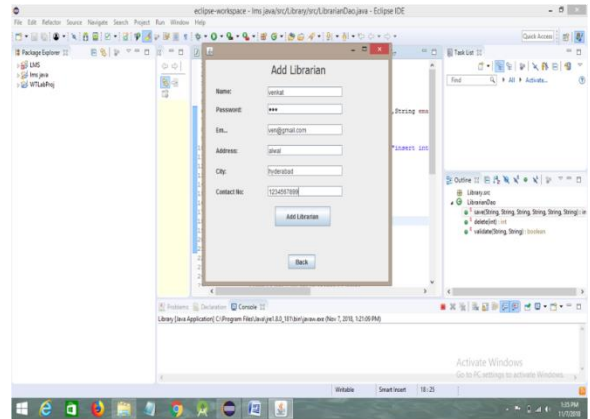 eclipse-workspace - lms java/src/Library/src/LibrarianDao.java - Eclipse IDE
File Edit Refactor Source Navigate Search Project Run Window Help
Quick Access
Package Explorer
LMS
lms java
WTLabProj
Add Librarian
Name: venkat
Password: •••
Em... ven@gmail.com
Address: alwal
City: hyderabad
Contact No:
Add Librarian
Back
,String ema
"insert int
Task List
Find All Activate...
Outline
Library.src
LibrarianDao
save(String, String, String, String, String, String) : in
delete(int) : int
validate(String, String) : boolean
Problems Declaration Console
Library [Java Application] C:\Program Files\Java\jre1.8.0_181\bin\javaw.exe (Nov 7, 2018, 1:21:09 PM)
Activate Windows
Go to PC settings to activate Windows.
Writable Smart Insert 18 : 25
1:35 PM
11/7/2018